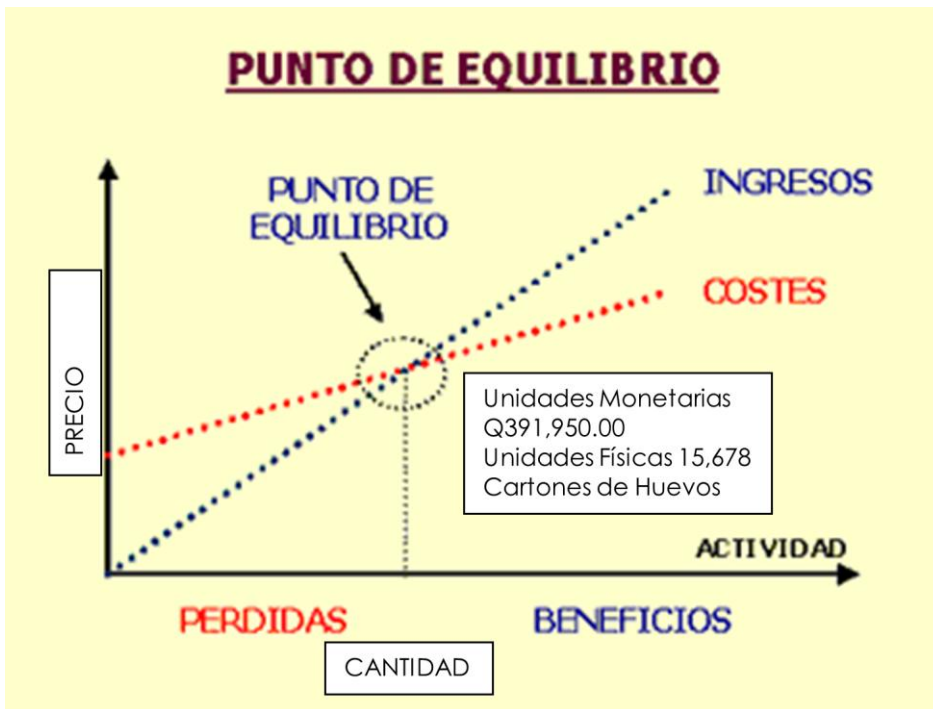 PUNTO DE EQUILIBRIO
PUNTO DE
EQUILIBRIO
INGRESOS
COSTES
PRECIO
Unidades Monetarias
Q391,950.00
Unidades Físicas 15,678
Cartones de Huevos
ACTIVIDAD
PERDIDAS
BENEFICIOS
CANTIDAD